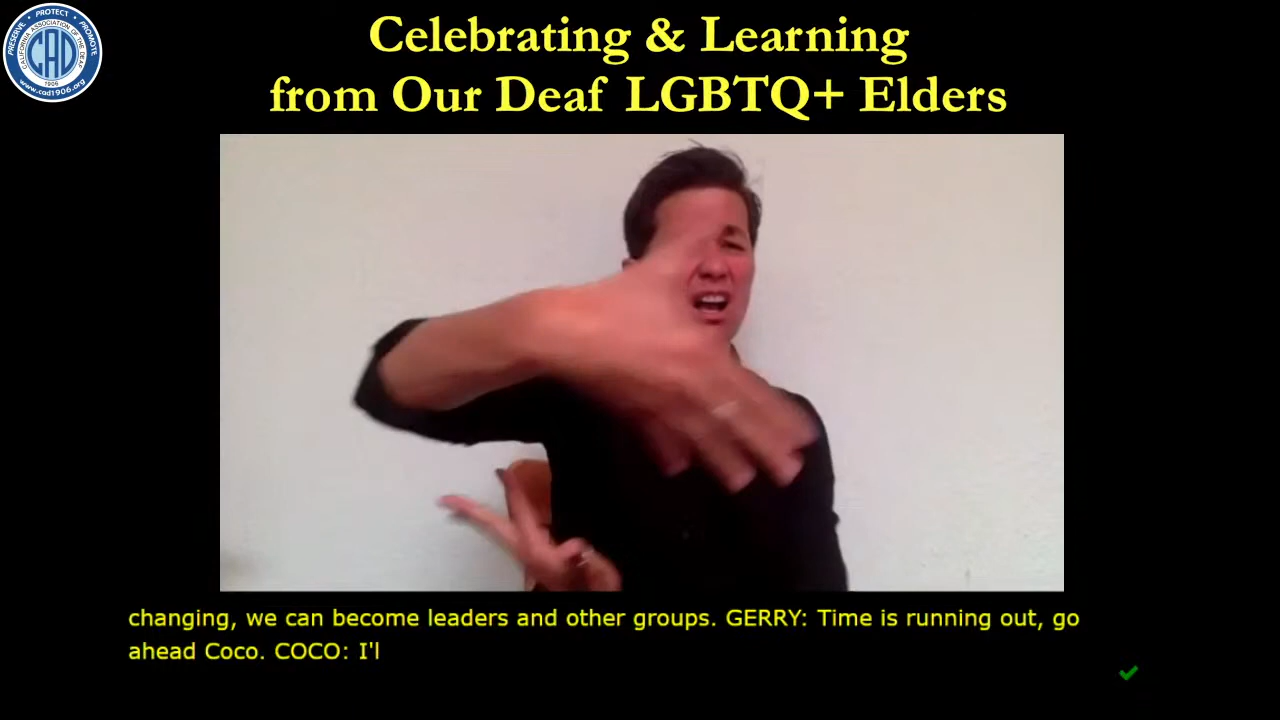 PRESERVE • PROTECT • PROMOTE
CALIFORNIA ASSOCIATION OF THE DEAF
CAD
1906
www.cad1906.org
Celebrating & Learning
from Our Deaf LGBTQ+ Elders
changing, we can become leaders and other groups. GERRY: Time is running out, go
ahead Coco. COCO: I'l